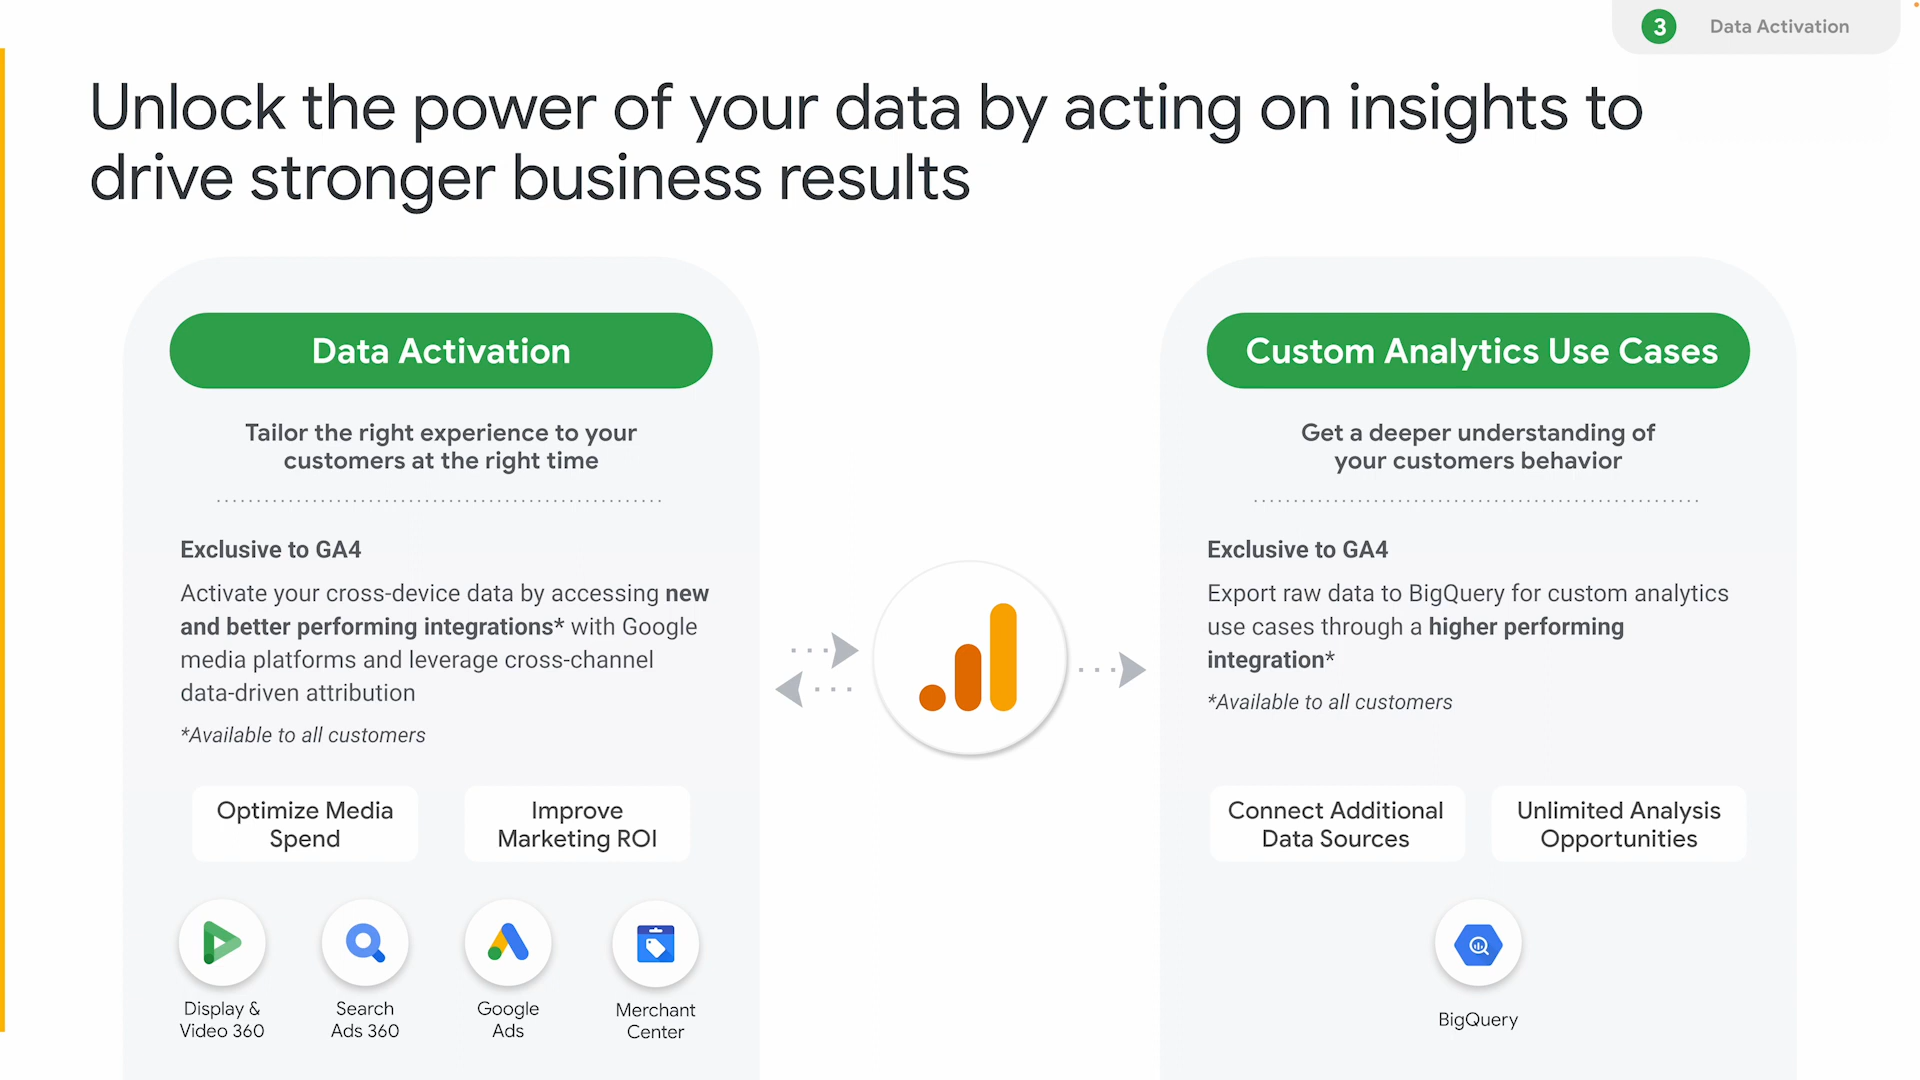 3
Data Activation
Unlock the power of your data by acting on insights to
drive stronger business results
Data Activation
Tailor the right experience to your
customers at the right time
Exclusive to GA4
Activate your cross-device data by accessing new
and better performing integrations* with Google
media platforms and leverage cross-channel
data-driven attribution
*Available to all customers
Optimize Media
Spend
Improve
Marketing ROI
Display &
Video 360
Search
Ads 360
Google
Ads
Merchant
Center
Custom Analytics Use Cases
Get a deeper understanding of
your customers behavior
Exclusive to GA4
Export raw data to BigQuery for custom analytics
use cases through a higher performing
integration*
*Available to all customers
Connect Additional
Data Sources
Unlimited Analysis
Opportunities
BigQuery